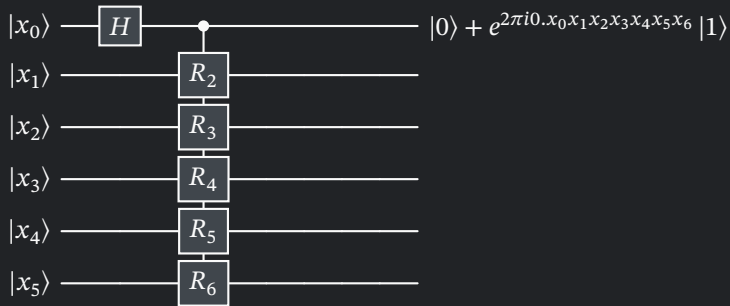 |x₀⟩ H |0⟩ + e^{2πi0.x₀x₁x₂x₃x₄x₅x₆} |1⟩
|x₁⟩ R₂
|x₂⟩ R₃
|x₃⟩ R₄
|x₄⟩ R₅
|x₅⟩ R₆